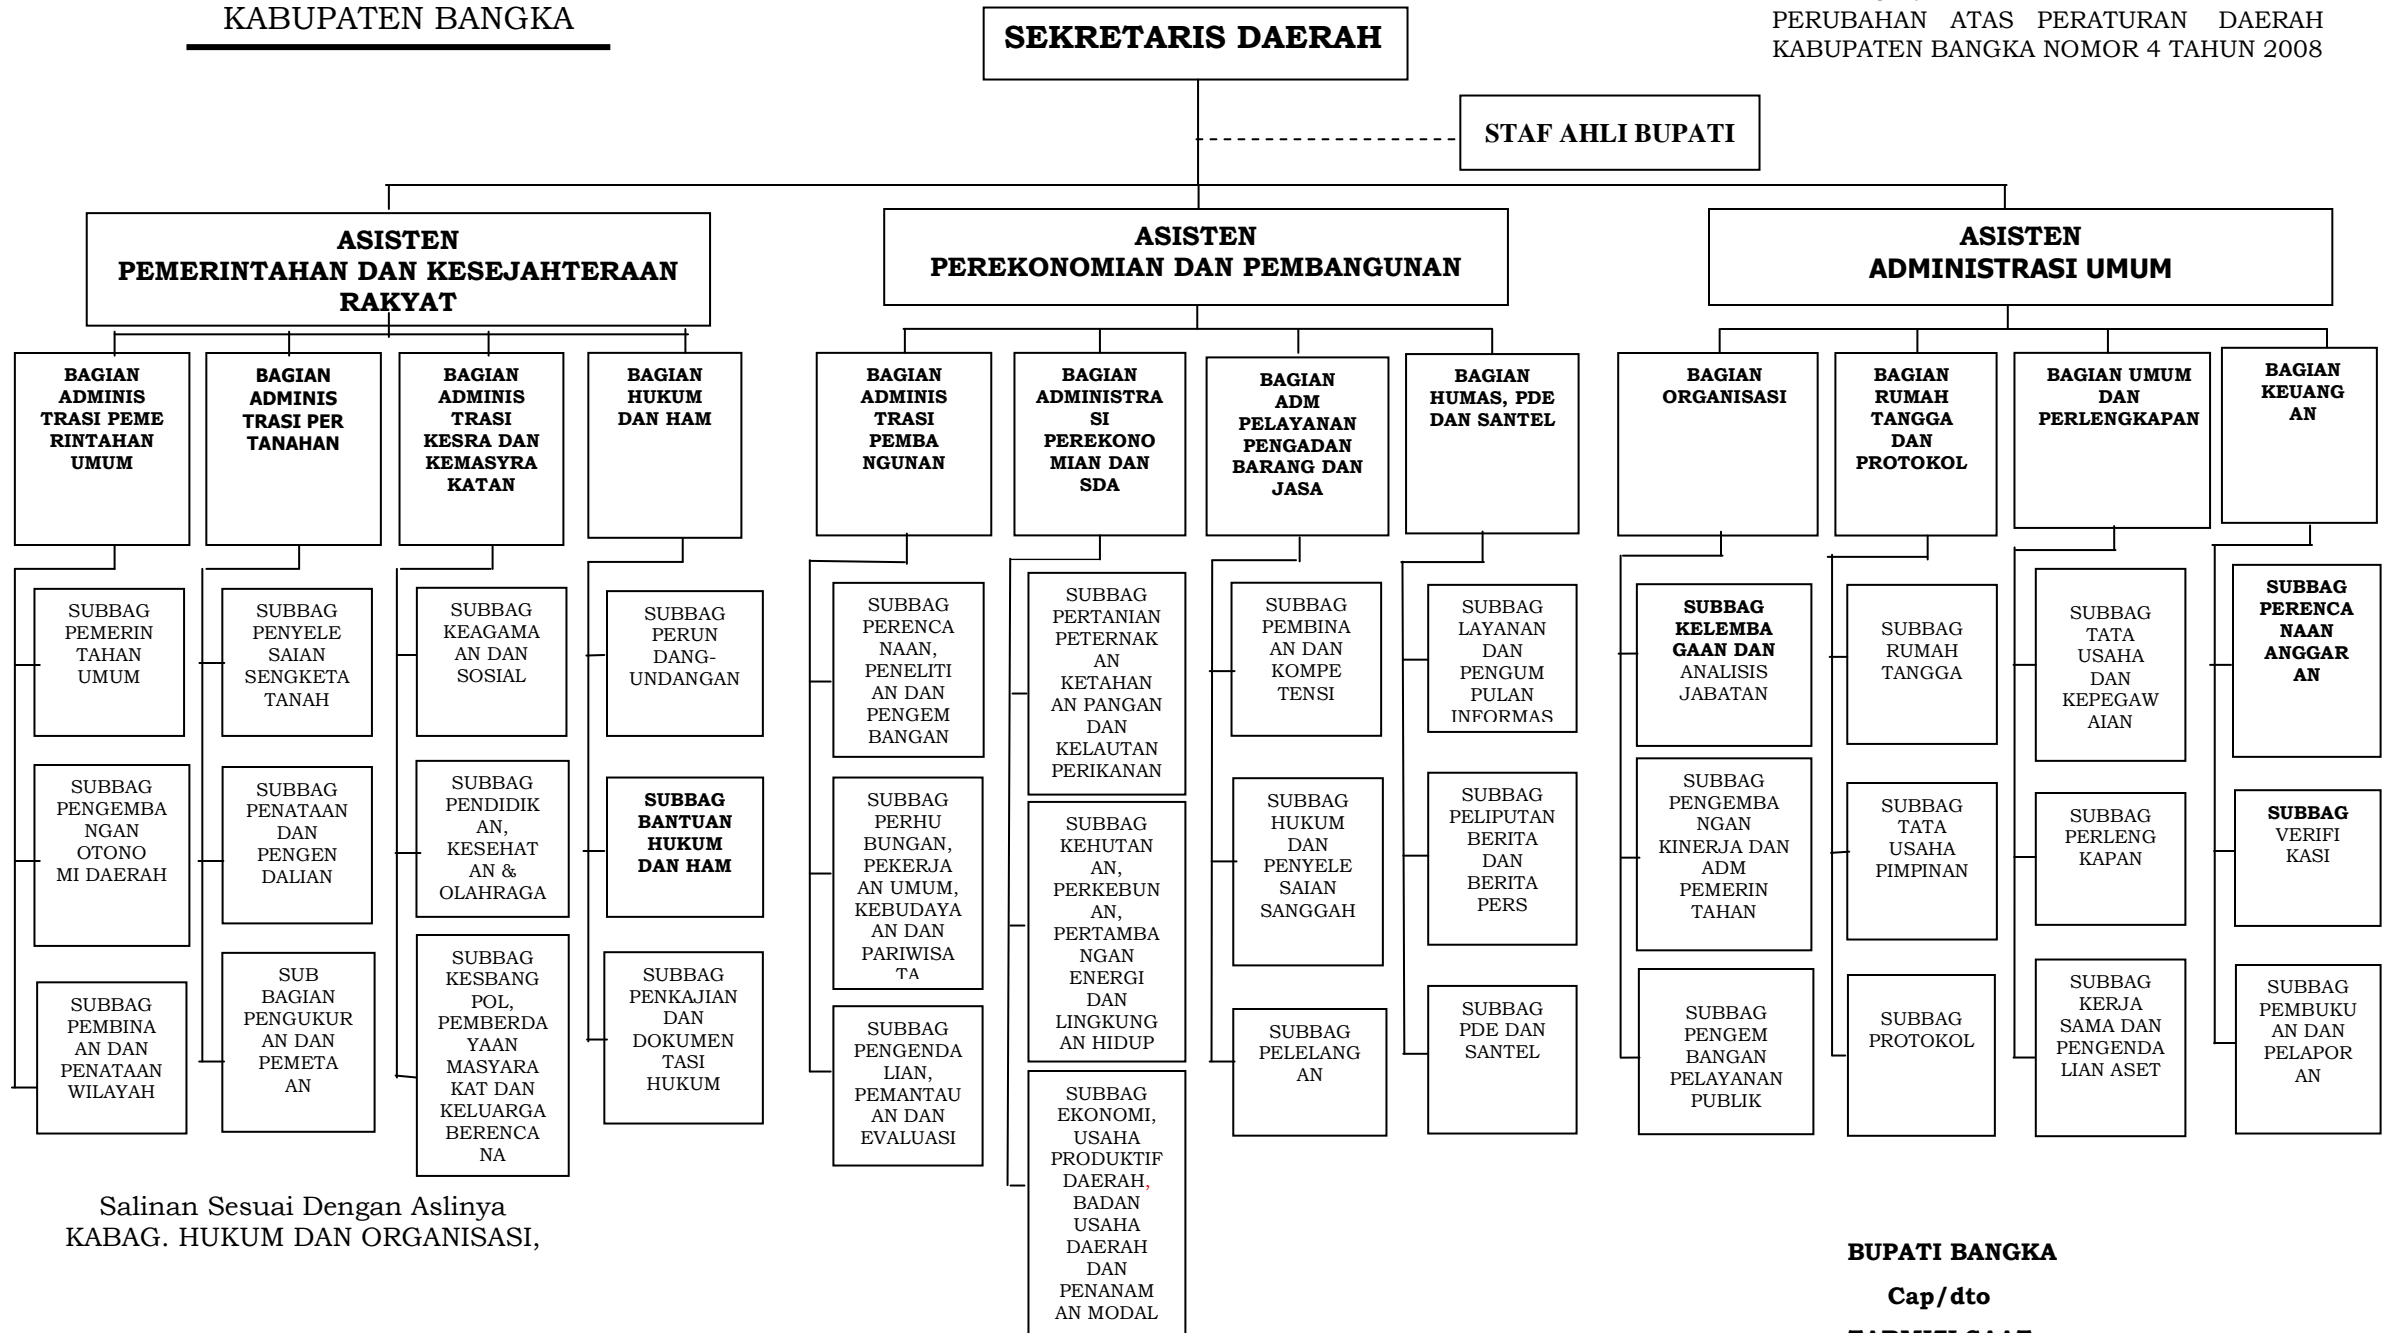 KABUPATEN BANGKA
PERUBAHAN ATAS PERATURAN DAERAH
KABUPATEN BANGKA NOMOR 4 TAHUN 2008
SEKRETARIS DAERAH
STAF AHLI BUPATI
ASISTEN
PEMERINTAHAN DAN KESEJAHTERAAN
RAKYAT
ASISTEN
PEREKONOMIAN DAN PEMBANGUNAN
ASISTEN
ADMINISTRASI UMUM
BAGIAN
ADMINIS
TRASI PEME
RINTAHAN
UMUM
BAGIAN
ADMINIS
TRASI PER
TANAHAN
BAGIAN
ADMINIS
TRASI
KESRA DAN
KEMASYRA
KATAN
BAGIAN
HUKUM
DAN HAM
BAGIAN
ADMINIS
TRASI
PEMBA
NGUNAN
BAGIAN
ADMINISTRA
SI
PEREKONO
MIAN DAN
SDA
BAGIAN
ADM
PELAYANAN
PENGADAN
BARANG DAN
JASA
BAGIAN
HUMAS, PDE
DAN SANTEL
BAGIAN
ORGANISASI
BAGIAN
RUMAH
TANGGA
DAN
PROTOKOL
BAGIAN UMUM
DAN
PERLENGKAPAN
BAGIAN
KEUANG
AN
SUBBAG
PEMERIN
TAHAN
UMUM
SUBBAG
PENYELE
SAIAN
SENGKETA
TANAH
SUBBAG
KEAGAMA
AN DAN
SOSIAL
SUBBAG
PERUN
DANG-
UNDANGAN
SUBBAG
PERENCA
NAAN,
PENELITI
AN DAN
PENGEM
BANGAN
SUBBAG
PERTANIAN
PETERNAK
AN
KETAHAN
AN PANGAN
DAN
KELAUTAN
PERIKANAN
SUBBAG
PEMBINA
AN DAN
KOMPE
TENSI
SUBBAG
LAYANAN
DAN
PENGUM
PULAN
INFORMAS
SUBBAG
KELEMBA
GAAN DAN
ANALISIS
JABATAN
SUBBAG
RUMAH
TANGGA
SUBBAG
TATA
USAHA
DAN
KEPEGAW
AIAN
SUBBAG
PERENCA
NAAN
ANGGAR
AN
SUBBAG
PENGEMBA
NGAN
OTONO
MI DAERAH
SUBBAG
PENATAAN
DAN
PENGEN
DALIAN
SUBBAG
PENDIDIK
AN,
KESEHAT
AN &
OLAHRAGA
SUBBAG
BANTUAN
HUKUM
DAN HAM
SUBBAG
PERHU
BUNGAN,
PEKERJA
AN UMUM,
KEBUDAYA
AN DAN
PARIWISA
TA
SUBBAG
KEHUTAN
AN,
PERKEBUN
AN,
PERTAMBA
NGAN
ENERGI
DAN
LINGKUNG
AN HIDUP
SUBBAG
HUKUM
DAN
PENYELE
SAIAN
SANGGAH
SUBBAG
PELIPUTAN
BERITA
DAN
BERITA
PERS
SUBBAG
PENGEMBA
NGAN
KINERJA DAN
ADM
PEMERIN
TAHAN
SUBBAG
TATA
USAHA
PIMPINAN
SUBBAG
PERLENG
KAPAN
SUBBAG
VERIFI
KASI
SUBBAG
PEMBINA
AN DAN
PENATAAN
WILAYAH
SUB
BAGIAN
PENGUKUR
AN DAN
PEMETA
AN
SUBBAG
KESBANG
POL,
PEMBERDA
YAAN
MASYARA
KAT DAN
KELUARGA
BERENCA
NA
SUBBAG
PENKAJIAN
DAN
DOKUMEN
TASI
HUKUM
SUBBAG
PENGENDA
LIAN,
PEMANTAU
AN DAN
EVALUASI
SUBBAG
EKONOMI,
USAHA
PRODUKTIF
DAERAH,
BADAN
USAHA
DAERAH
DAN
PENANAM
AN MODAL
SUBBAG
PELELANG
AN
SUBBAG
PDE DAN
SANTEL
SUBBAG
PENGEM
BANGAN
PELAYANAN
PUBLIK
SUBBAG
PROTOKOL
SUBBAG
KERJA
SAMA DAN
PENGENDA
LIAN ASET
SUBBAG
PEMBUKU
AN DAN
PELAPOR
AN
Salinan Sesuai Dengan Aslinya
KABAG. HUKUM DAN ORGANISASI,
BUPATI BANGKA
Cap/dto